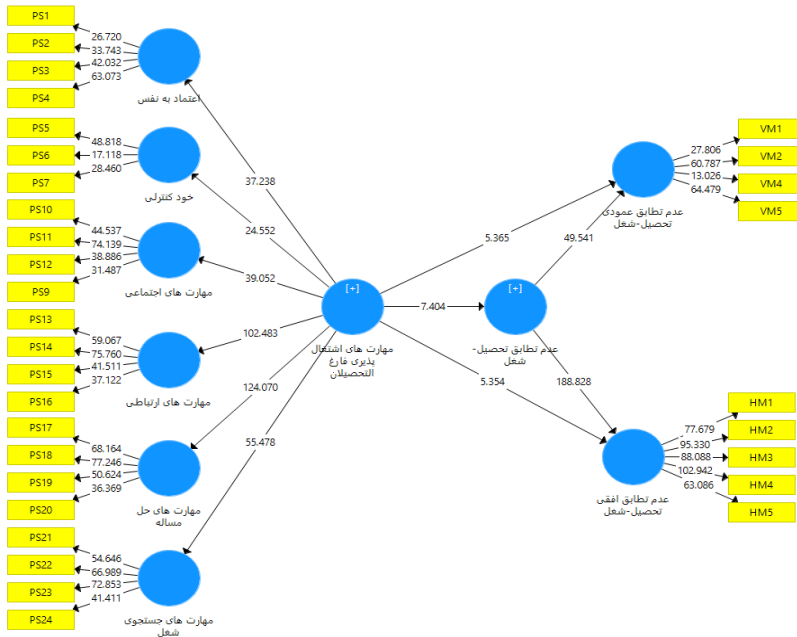 PS1
PS2
PS3
PS4
26.720
33.743
42.032
63.073
اعتماد به نفس
PS5
PS6
PS7
48.818
17.118
28.460
خود کنترلی
PS10
PS11
PS12
PS9
44.537
74.139
38.886
31.487
مهارت های اجتماعی
PS13
PS14
PS15
PS16
59.067
75.760
41.511
37.122
مهارت های ارتباطی
PS17
PS18
PS19
PS20
68.164
77.246
50.624
36.369
مهارت های حل
مساله
PS21
PS22
PS23
PS24
54.646
66.989
72.853
41.411
مهارت های جستجوی
شغل
37.238
24.552
39.052
102.483
124.070
55.478
[+]
مهارت های اشتغال
پذیری فارغ
التحصیلان
5.365
7.404
5.354
[+]
عدم تطابق تحصیل-
شغل
49.541
188.828
عدم تطابق عمودی
تحصیل-شغل
27.806
60.787
13.026
64.479
VM1
VM2
VM4
VM5
عدم تطابق افقی
تحصیل-شغل
77.679
95.330
88.088
102.942
63.086
HM1
HM2
HM3
HM4
HM5